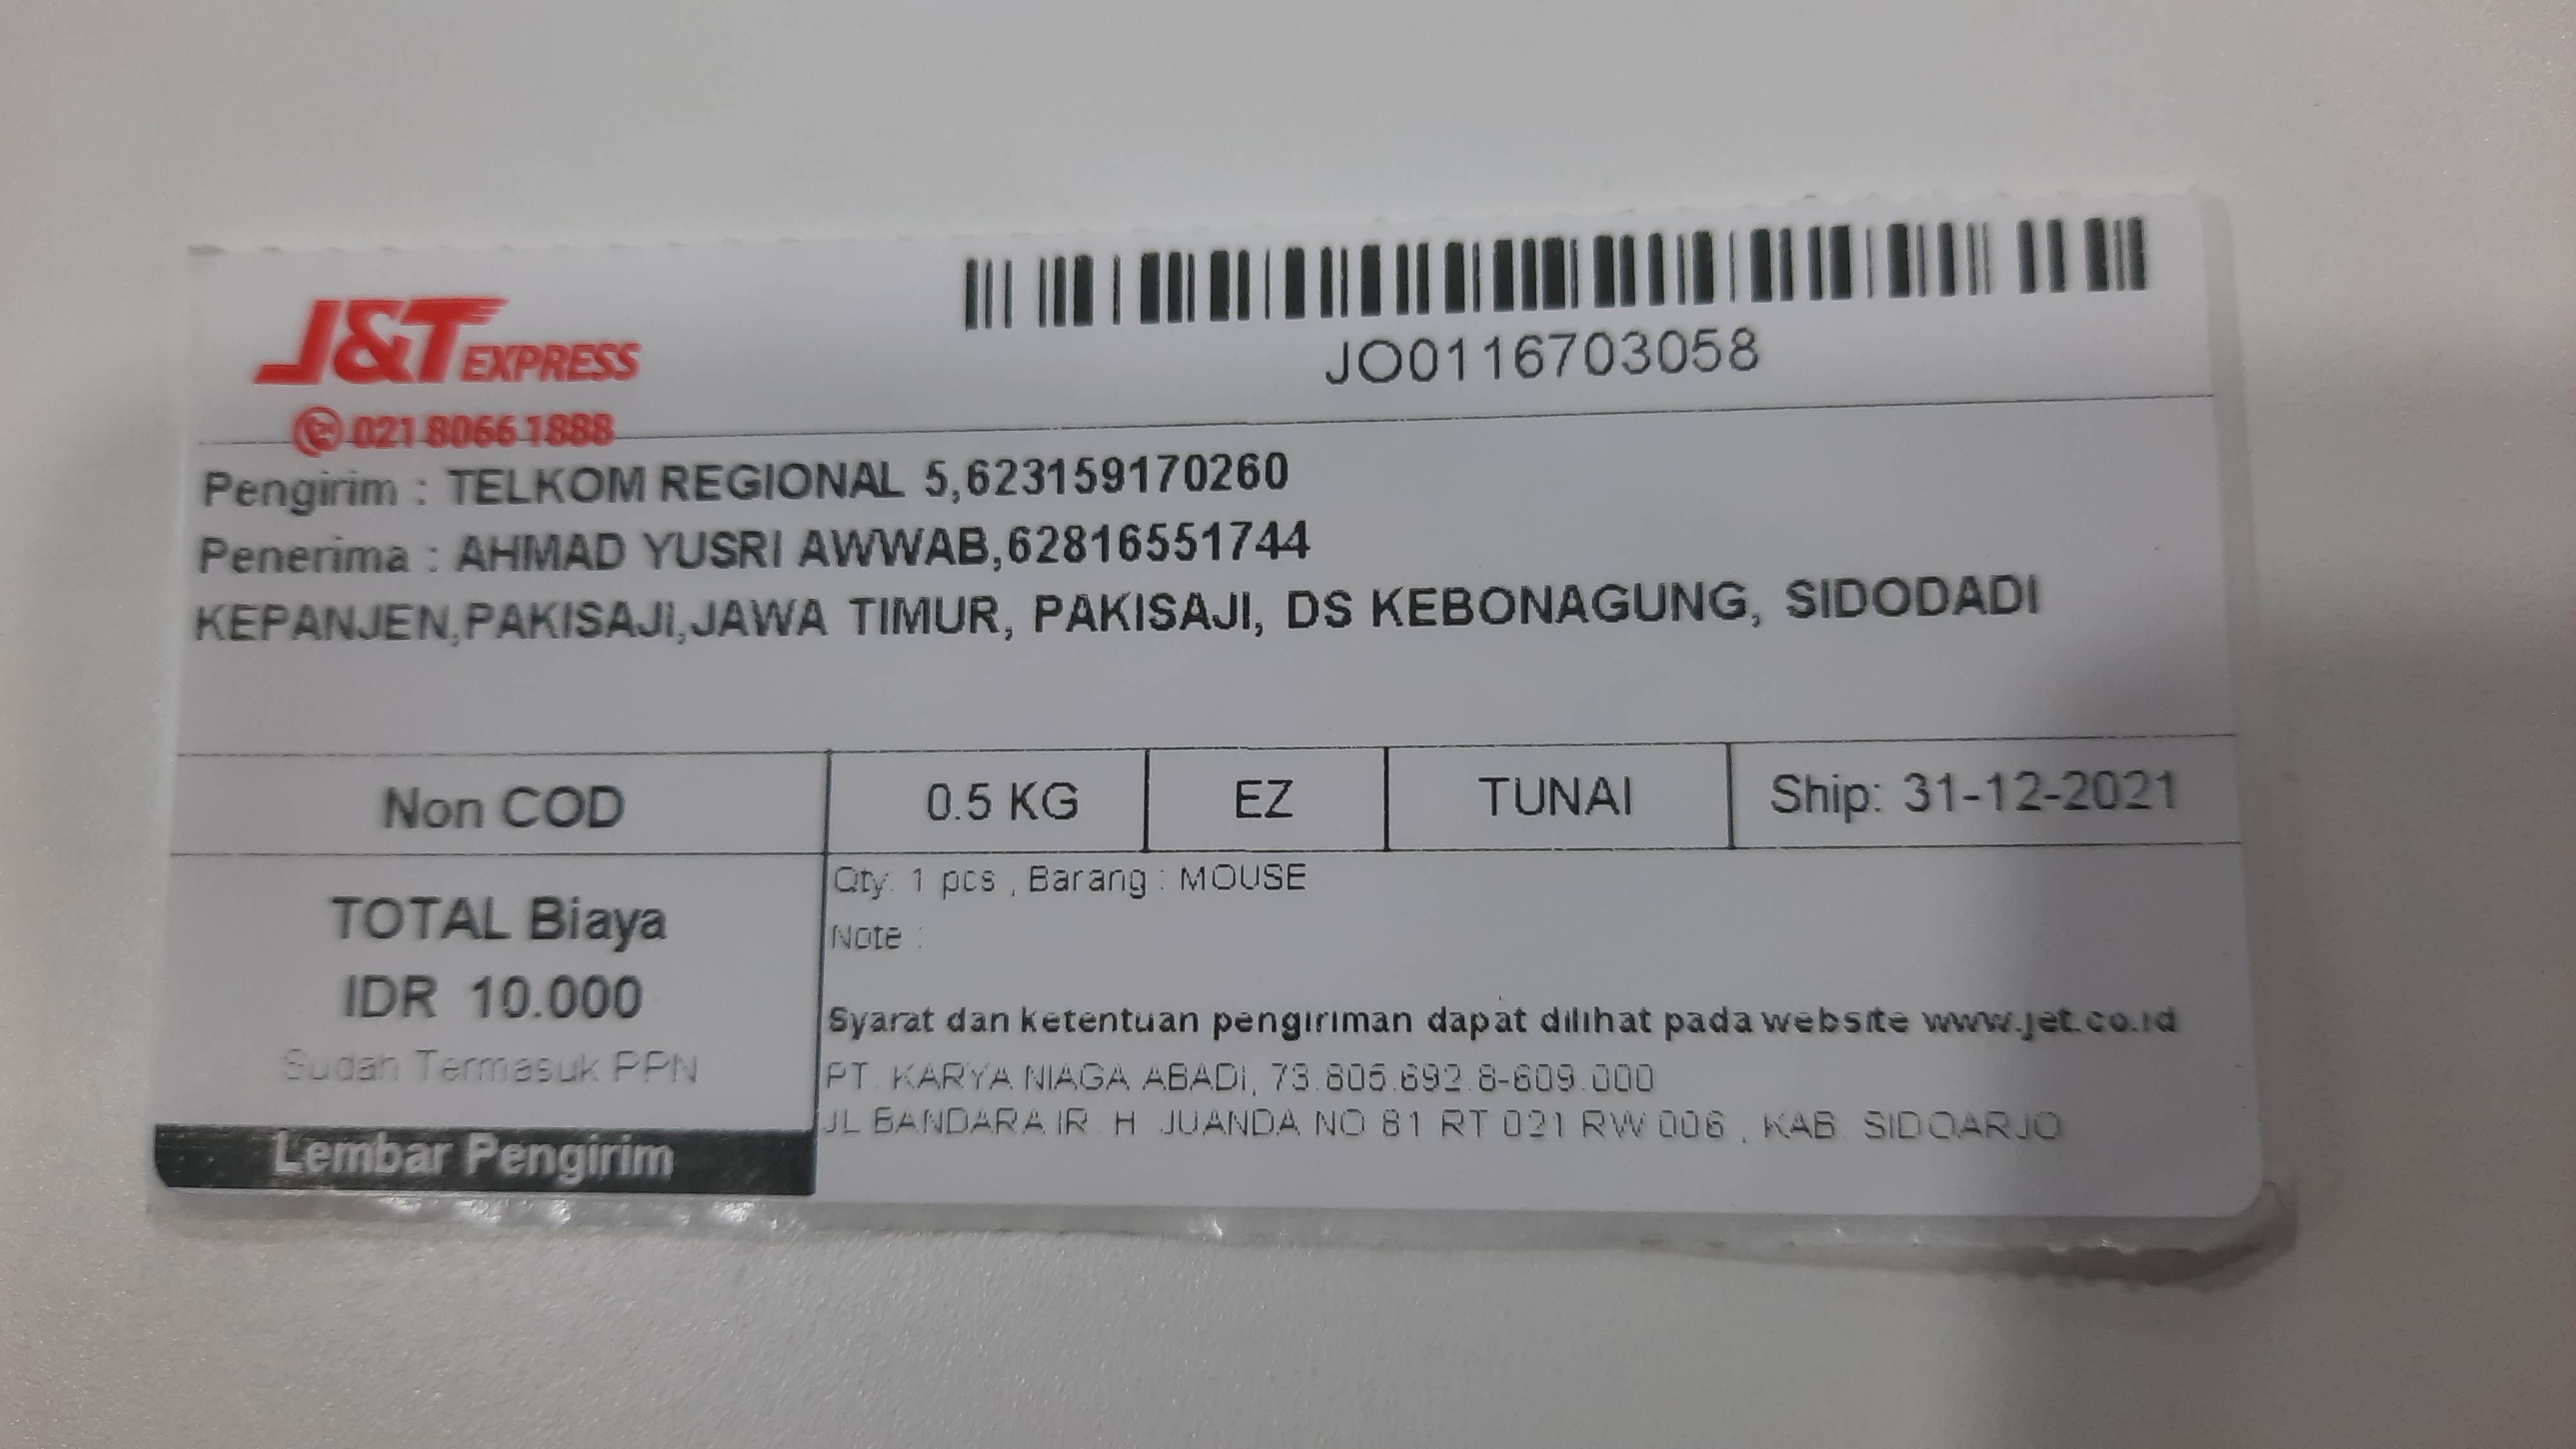 J&T EXPRESS
021 8066 1888
JO0116703058
Pengirim : TELKOM REGIONAL 5,623159170260
Penerima : AHMAD YUSRI AWWAB,62816551744
KEPANJEN,PAKISAJI,JAWA TIMUR, PAKISAJI, DS KEBONAGUNG, SIDODADI
Non COD
0.5 KG
EZ
TUNAI
Ship: 31-12-2021
TOTAL Biaya
IDR 10.000
Sudah Termasuk PPN
Lembar Pengirim
Qty. 1 pcs , Barang : MOUSE
Note :
Syarat dan ketentuan pengiriman dapat dilihat pada website www.jet.co.id
PT. KARYA NIAGA ABADI, 73.805.692.8-609.000
JL BANDARA IR. H. JUANDA NO 81 RT 021 RW 006 , KAB. SIDOARJO